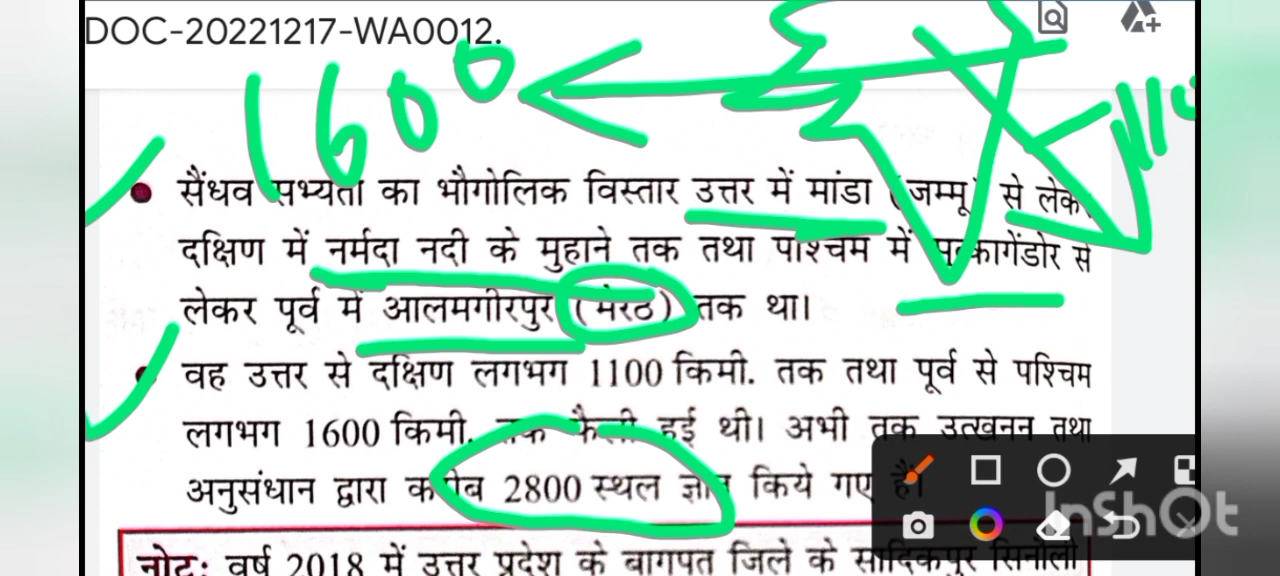 DOC-20221217-WA0012.
1600
1100
सैंधव सभ्यता का भौगोलिक विस्तार उत्तर में मांडा (जम्मू) से लेकर
दक्षिण में नर्मदा नदी के मुहाने तक तथा पश्चिम में सुत्कागेंडोर से
लेकर पूर्व में आलमगीरपुर (मेरठ) तक था।
वह उत्तर से दक्षिण लगभग 1100 किमी. तक तथा पूर्व से पश्चिम
लगभग 1600 किमी. तक फैली हुई थी। अभी तक उत्खनन तथा
अनुसंधान द्वारा करीब 2800 स्थल ज्ञात किये गए हैं।
InShOt
नोट: वर्ष 2018 में उत्तर प्रदेश के बागपत जिले के सादिकपुर सिनौली